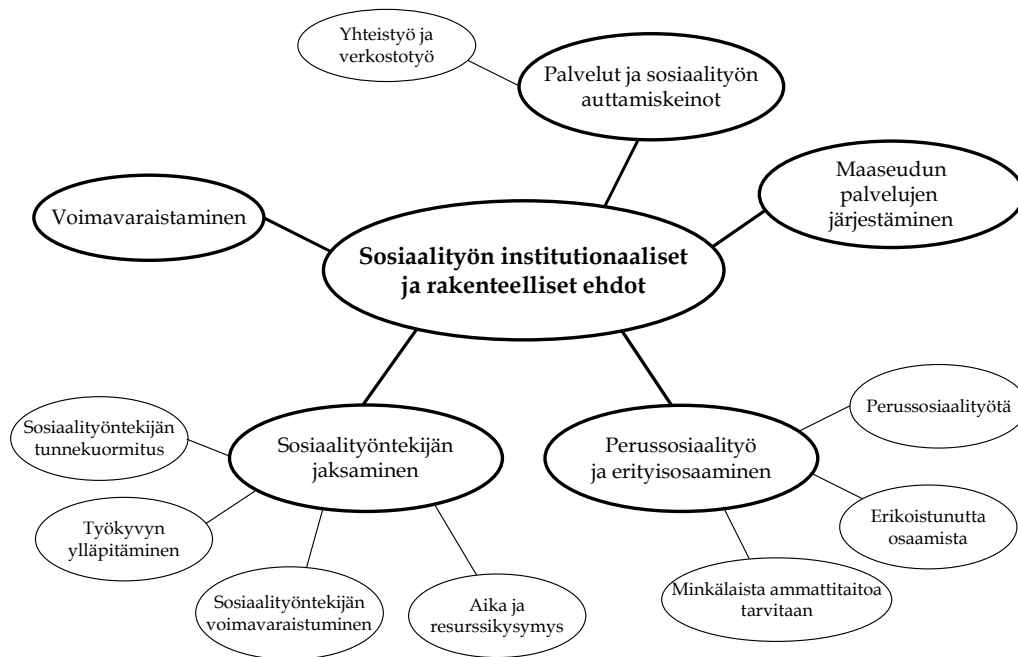 Yhteistyö ja
verkostotyö
Palvelut ja sosiaalityön
auttamiskeinot
Maaseudun
palvelujen
järjestäminen
Voimavaraistaminen
Sosiaalityön institutionaaliset
ja rakenteelliset ehdot
Sosiaalityöntekijän
tunnekuormitus
Sosiaalityöntekijän
jaksaminen
Perussosiaalityö
ja erityisosaaminen
Perussosiaalityötä
Työkyvyn
ylläpitäminen
Erikoistunutta
osaamista
Sosiaalityöntekijän
voimavaraistuminen
Aika ja
resurssikysymys
Minkälaista ammattitaitoa
tarvitaan